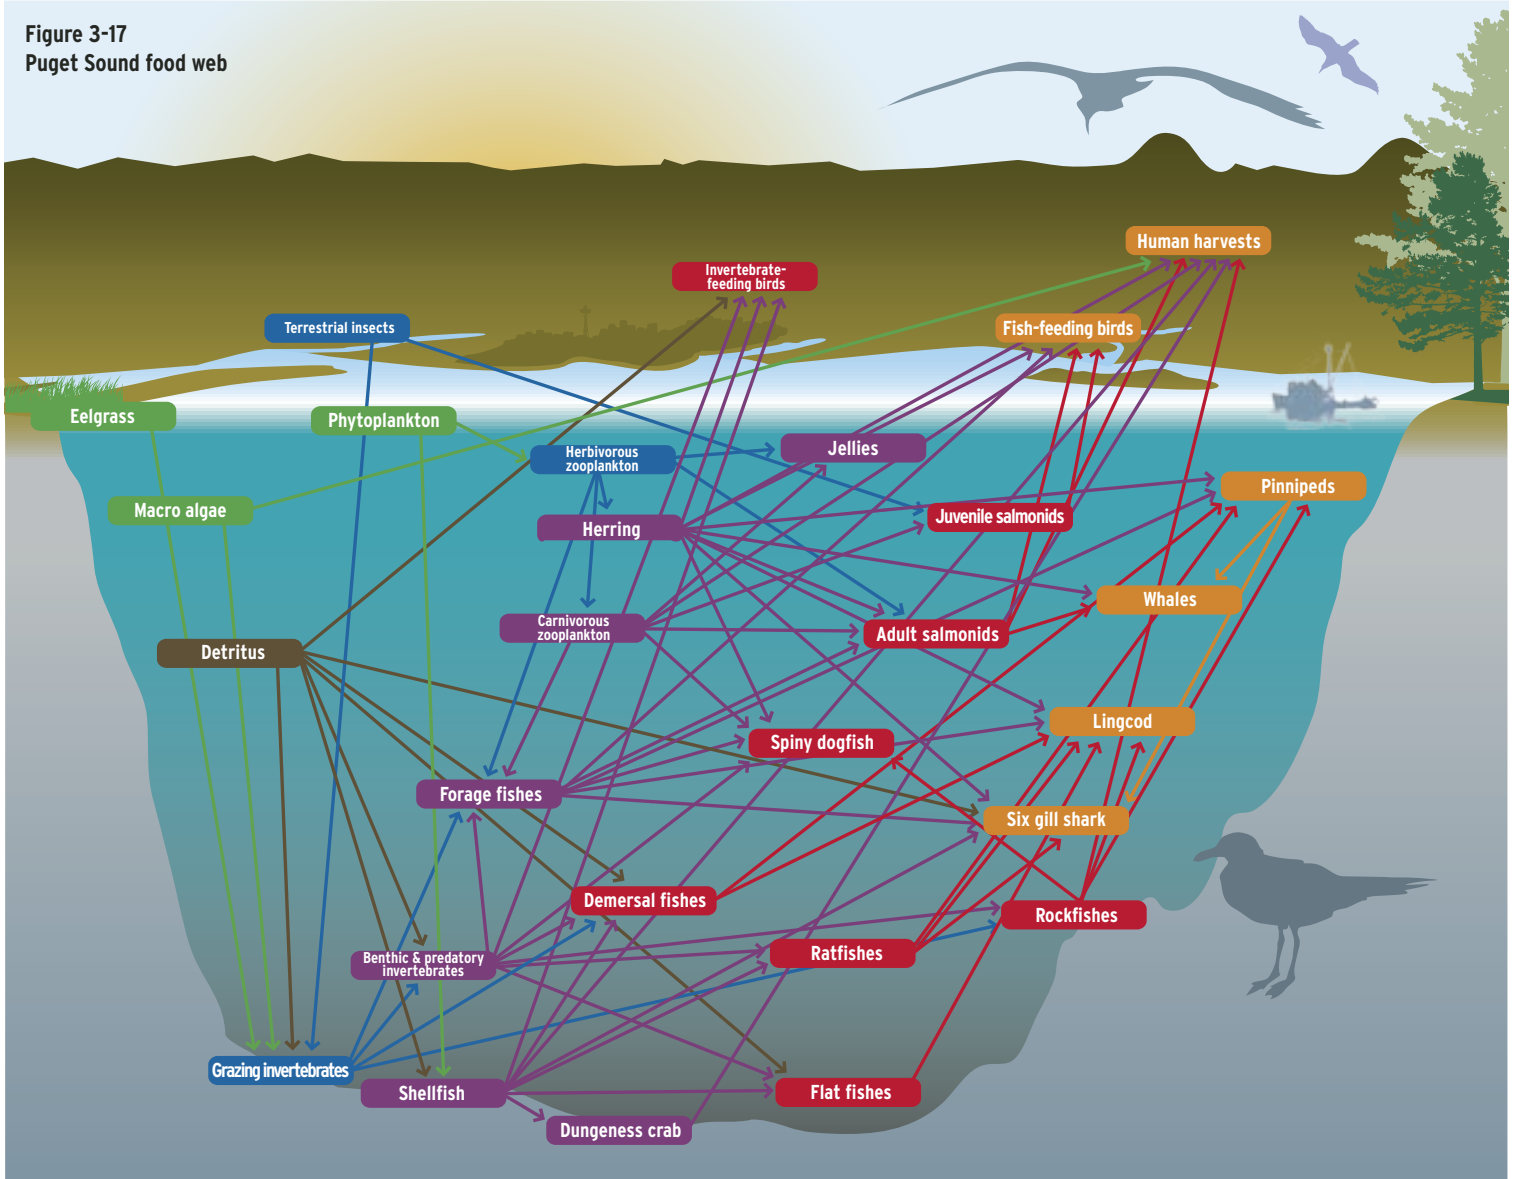 Figure 3-17
Puget Sound food web
Human harvests
Invertebrate-
feeding birds
Terrestrial insects
Fish-feeding birds
Eelgrass
Phytoplankton
Jellies
Herbivorous
zooplankton
Pinnipeds
Macro algae
Juvenile salmonids
Herring
Whales
Carnivorous
zooplankton
Adult salmonids
Detritus
Lingcod
Spiny dogfish
Forage fishes
Six gill shark
Demersal fishes
Rockfishes
Ratfishes
Benthic & predatory
invertebrates
Grazing invertebrates
Shellfish
Flat fishes
Dungeness crab